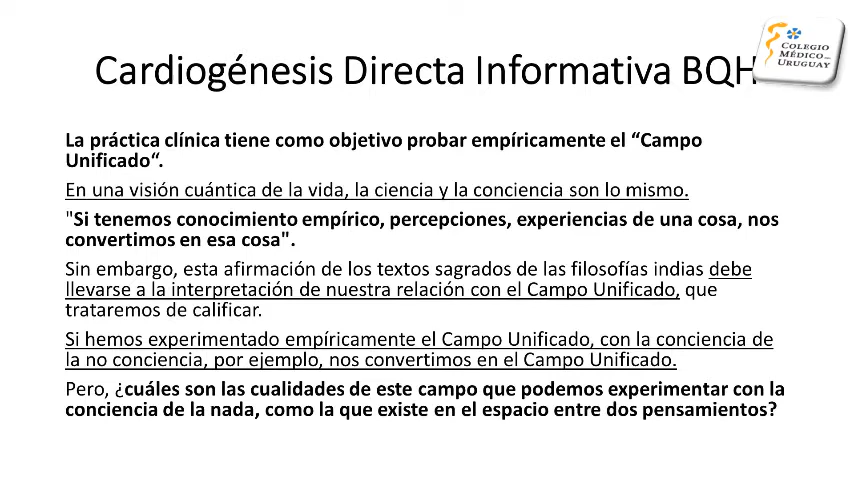 Cardiogénesis Directa Informativa BQH
COLEGIO
MÉDICO
URUGUAY
La práctica clínica tiene como objetivo probar empíricamente el “Campo
Unificado“.
En una visión cuántica de la vida, la ciencia y la conciencia son lo mismo.
"Si tenemos conocimiento empírico, percepciones, experiencias de una cosa, nos
convertimos en esa cosa".
Sin embargo, esta afirmación de los textos sagrados de las filosofías indias debe
llevarse a la interpretación de nuestra relación con el Campo Unificado, que
trataremos de calificar.
Si hemos experimentado empíricamente el Campo Unificado, con la conciencia de
la no conciencia, por ejemplo, nos convertimos en el Campo Unificado.
Pero, ¿cuáles son las cualidades de este campo que podemos experimentar con la
conciencia de la nada, como la que existe en el espacio entre dos pensamientos?